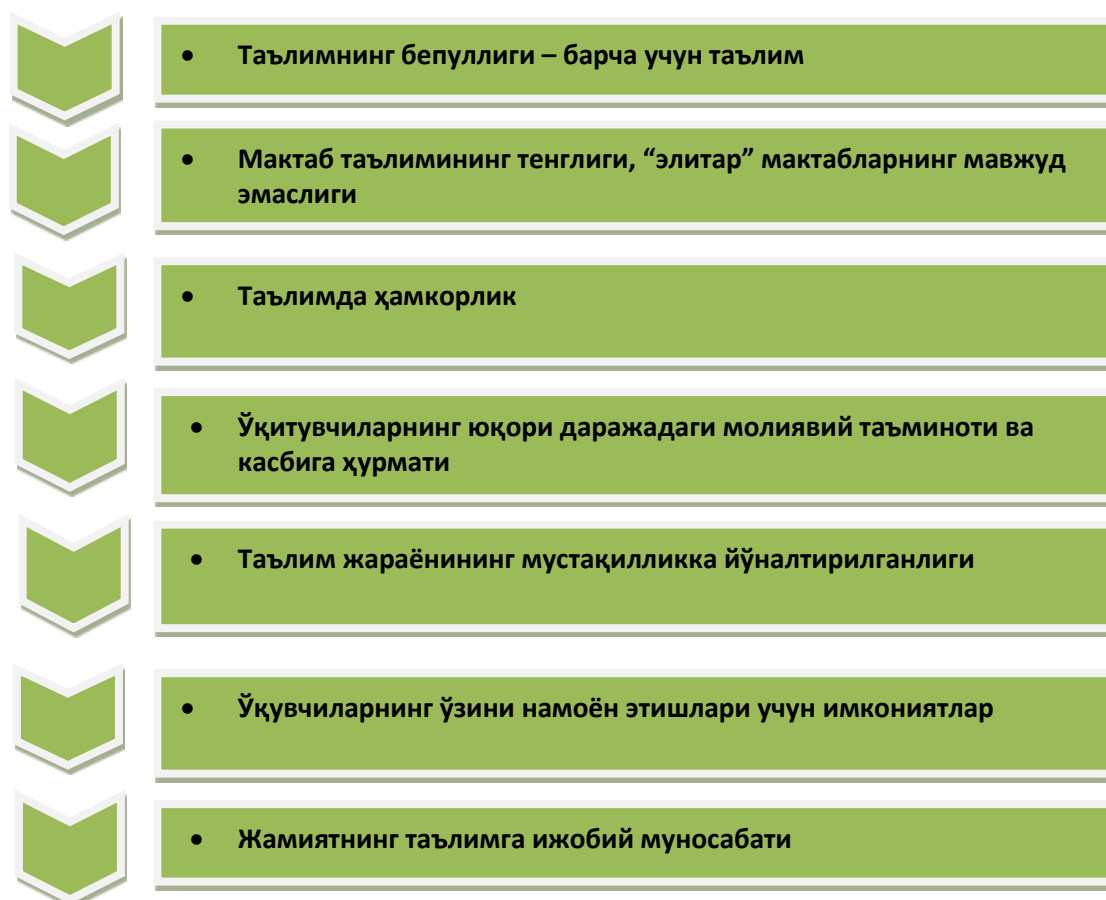 • Таълимнинг бепуллиги – барча учун таълим
• Мактаб таълимининг тенглиги, “элитар” мактабларнинг мавжуд
эмаслиги
• Таълимда ҳамкорлик
• Ўқитувчиларнинг юқори даражадаги молиявий таъминоти ва
касбига ҳурмати
• Таълим жараёнининг мустақилликка йўналтирилганлиги
• Ўқувчиларнинг ўзини намоён этишлари учун имкониятлар
• Жамиятнинг таълимга ижобий муносабати